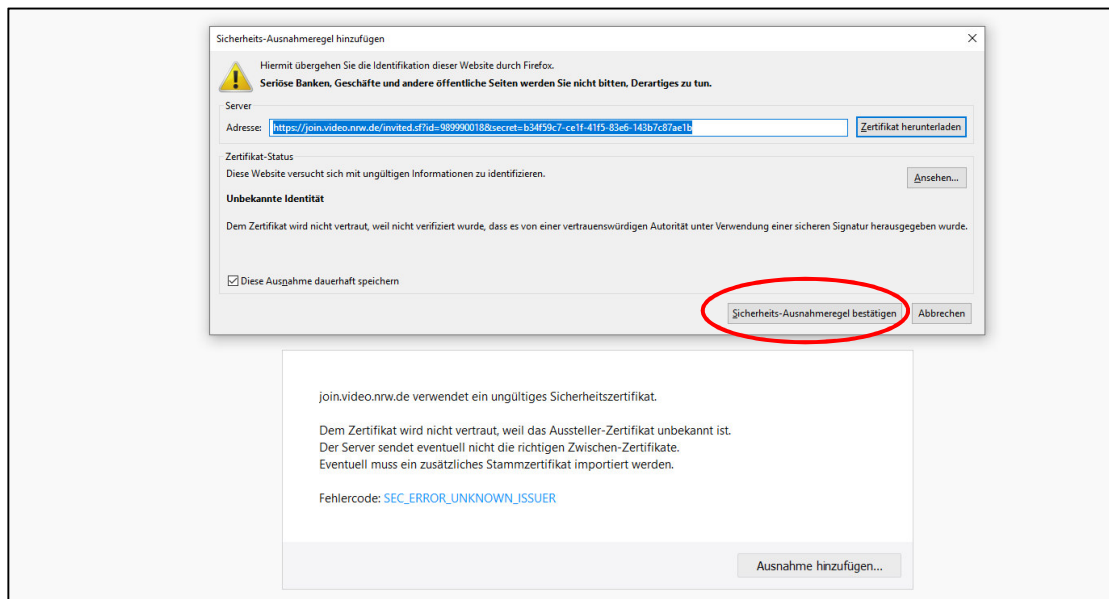 Sicherheits-Ausnahmeregel hinzufügen
Hiermit übergehen Sie die Identifikation dieser Website durch Firefox.
Seriöse Banken, Geschäfte und andere öffentliche Seiten werden Sie nicht bitten, Derartiges zu tun.
Server
Adresse: https://join.video.nrw.de/invited.sf?id=989990018&secret=b34f59c7-ce1f-41f5-83e6-143b7c87ae1b Zertifikat herunterladen
Zertifikat-Status
Diese Website versucht sich mit ungültigen Informationen zu identifizieren.
Ansehen...
Unbekannte Identität
Dem Zertifikat wird nicht vertraut, weil nicht verifiziert wurde, dass es von einer vertrauenswürdigen Autorität unter Verwendung einer sicheren Signatur herausgegeben wurde.
Diese Ausnahme dauerhaft speichern
Sicherheits-Ausnahmeregel bestätigen Abbrechen
join.video.nrw.de verwendet ein ungültiges Sicherheitszertifikat.
Dem Zertifikat wird nicht vertraut, weil das Aussteller-Zertifikat unbekannt ist.
Der Server sendet eventuell nicht die richtigen Zwischen-Zertifikate.
Eventuell muss ein zusätzliches Stammzertifikat importiert werden.
Fehlercode: SEC_ERROR_UNKNOWN_ISSUER
Ausnahme hinzufügen...